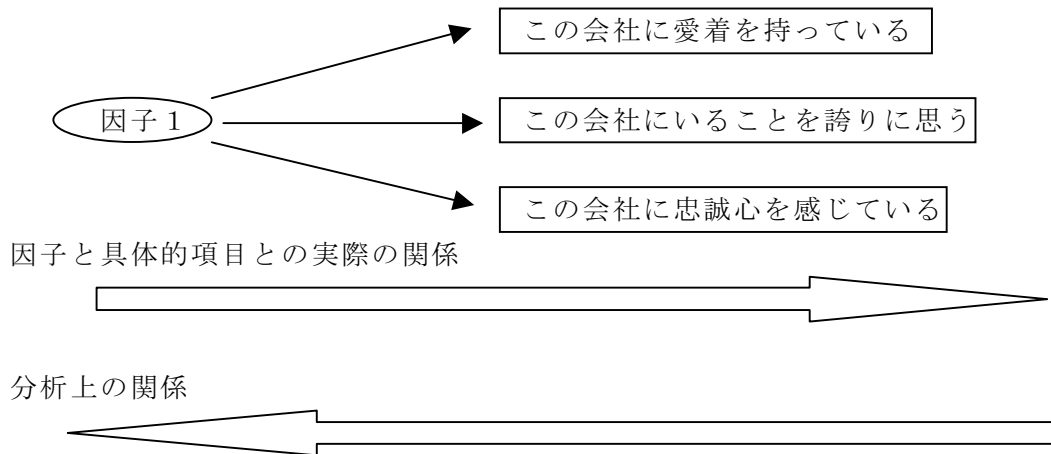 この会社に愛着を持っている
因子１
この会社にいることを誇りに思う
この会社に忠誠心を感じている
因子と具体的項目との実際の関係
分析上の関係